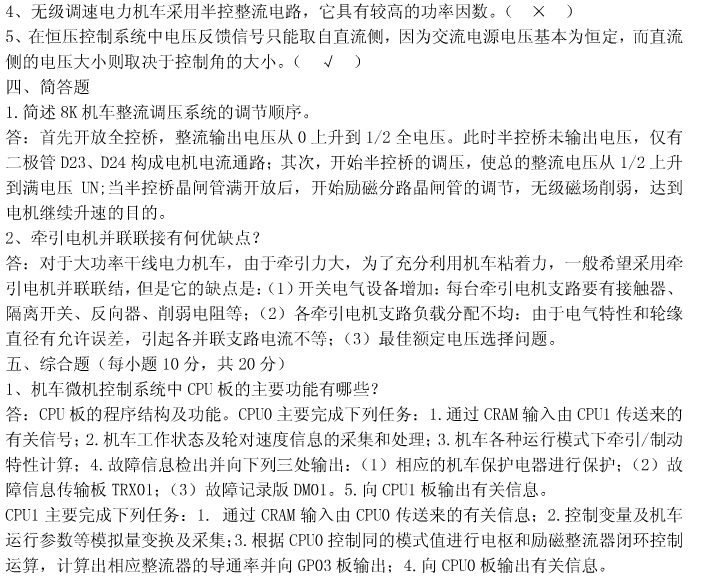 4、无级调速电力机车采用半控整流电路，它具有较高的功率因数。（ × ）
5、在恒压控制系统中电压反馈信号只能取自直流侧，因为交流电源电压基本为恒定，而直流
侧的电压大小则取决于控制角的大小。（ √ ）
四、简答题
1.简述 8K 机车整流调压系统的调节顺序。
答：首先开放全控桥，整流输出电压从 0 上升到 1/2 全电压。此时半控桥未输出电压，仅有
二极管 D23、D24 构成电机电流通路；其次，开始半控桥的调压，使总的整流电压从 1/2 上升
到满电压 UN;当半控桥晶闸管满开放后，开始励磁分路晶闸管的调节，无级磁场削弱，达到
电机继续升速的目的。
2、牵引电机并联联接有何优缺点？
答：对于大功率干线电力机车，由于牵引力大，为了充分利用机车粘着力，一般希望采用牵
引电机并联联结，但是它的缺点是：（1）开关电气设备增加：每台牵引电机支路要有接触器、
隔离开关、反向器、削弱电阻等；（2）各牵引电机支路负载分配不均：由于电气特性和轮缘
直径有允许误差，引起各并联支路电流不等；（3）最佳额定电压选择问题。
五、综合题（每小题 10 分，共 20 分）
1、机车微机控制系统中 CPU 板的主要功能有哪些？
答：CPU 板的程序结构及功能。CPU0 主要完成下列任务：1.通过 CRAM 输入由 CPU1 传送来的
有关信号；2.机车工作状态及轮对速度信息的采集和处理；3.机车各种运行模式下牵引/制动
特性计算；4.故障信息检出并向下列三处输出：（1）相应的机车保护电器进行保护；（2）故
障信息传输板 TRX01；（3）故障记录版 DM01。5.向 CPU1 板输出有关信息。
CPU1 主要完成下列任务：1. 通过 CRAM 输入由 CPU0 传送来的有关信息；2.控制变量及机车
运行参数等模拟量变换及采集；3.根据 CPU0 控制同的模式值进行电枢和励磁整流器闭环控制
运算，计算出相应整流器的导通率并向 GP03 板输出；4.向 CPU0 板输出有关信息。